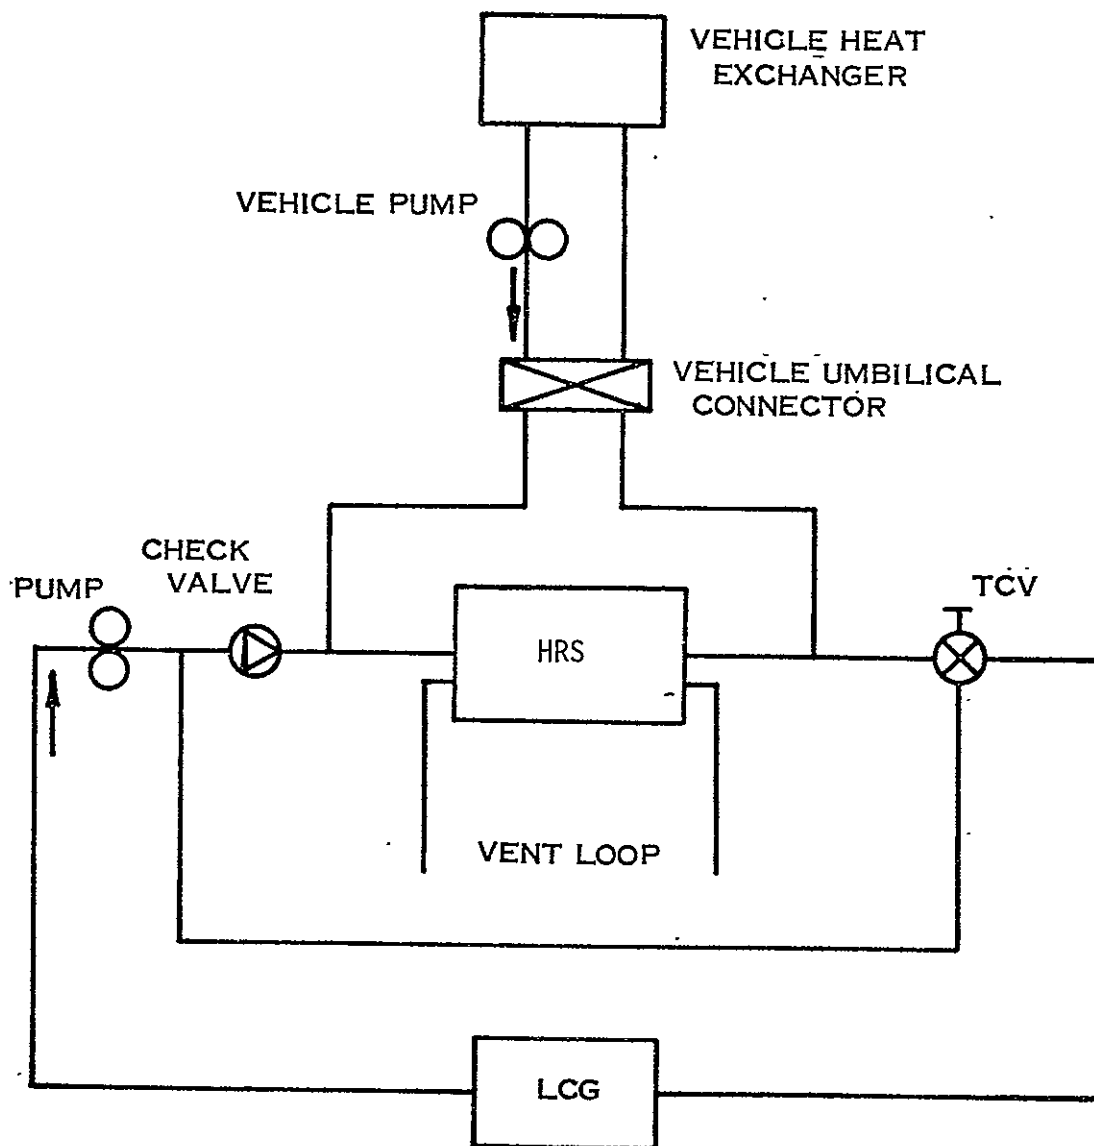 VEHICLE HEAT
EXCHANGER
VEHICLE PUMP
VEHICLE UMBILICAL
CONNECTOR
CHECK
VALVE
PUMP
TCV
HRS
VENT LOOP
LCG